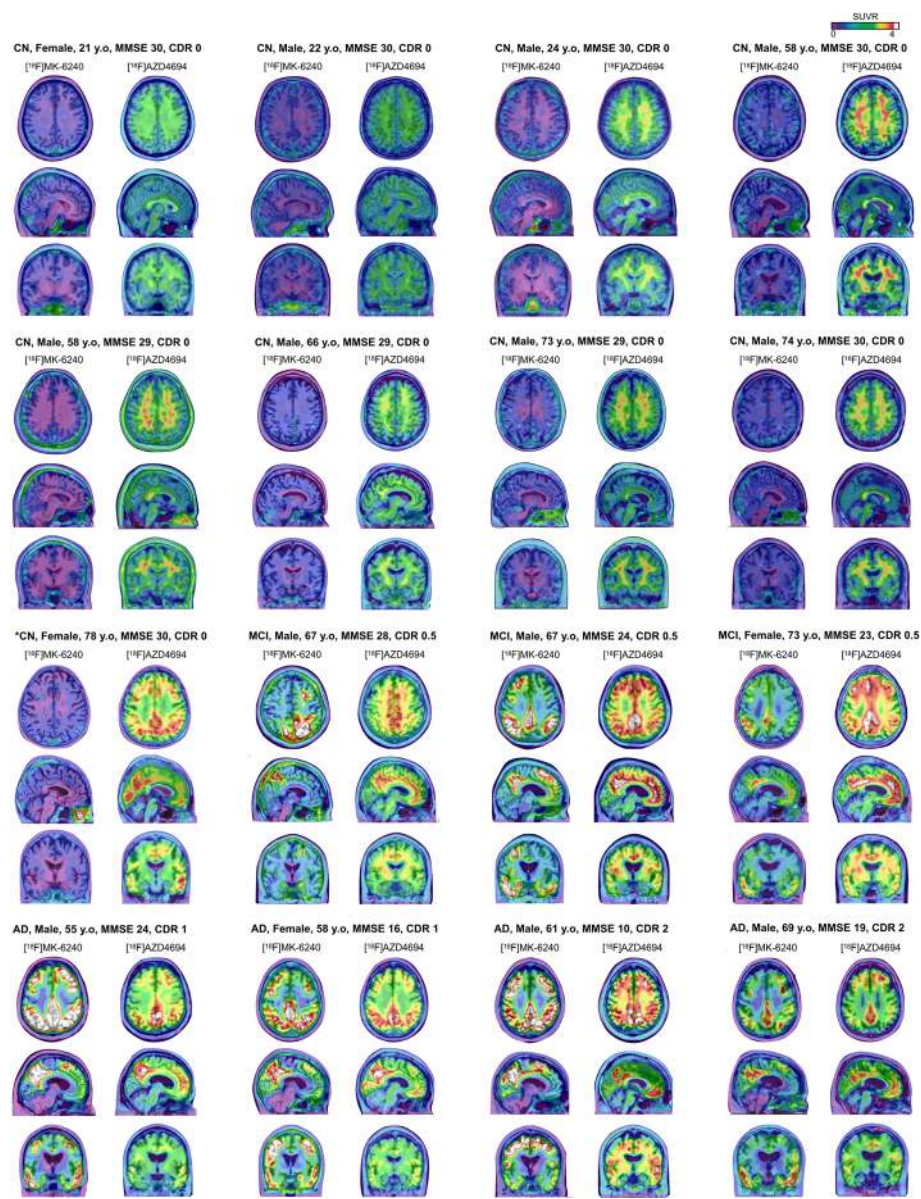 SUVR
0 4
CN, Female, 21 y.o, MMSE 30, CDR 0
[¹⁸F]MK-6240 [¹⁸F]AZD4694
CN, Male, 22 y.o, MMSE 30, CDR 0
[¹⁸F]MK-6240 [¹⁸F]AZD4694
CN, Male, 24 y.o, MMSE 30, CDR 0
[¹⁸F]MK-6240 [¹⁸F]AZD4694
CN, Male, 58 y.o, MMSE 30, CDR 0
[¹⁸F]MK-6240 [¹⁸F]AZD4694
CN, Male, 58 y.o, MMSE 29, CDR 0
[¹⁸F]MK-6240 [¹⁸F]AZD4694
CN, Male, 66 y.o, MMSE 29, CDR 0
[¹⁸F]MK-6240 [¹⁸F]AZD4694
CN, Male, 73 y.o, MMSE 29, CDR 0
[¹⁸F]MK-6240 [¹⁸F]AZD4694
CN, Male, 74 y.o, MMSE 30, CDR 0
[¹⁸F]MK-6240 [¹⁸F]AZD4694
*CN, Female, 78 y.o, MMSE 30, CDR 0
[¹⁸F]MK-6240 [¹⁸F]AZD4694
MCI, Male, 67 y.o, MMSE 28, CDR 0.5
[¹⁸F]MK-6240 [¹⁸F]AZD4694
MCI, Male, 67 y.o, MMSE 24, CDR 0.5
[¹⁸F]MK-6240 [¹⁸F]AZD4694
MCI, Female, 73 y.o, MMSE 23, CDR 0.5
[¹⁸F]MK-6240 [¹⁸F]AZD4694
AD, Male, 55 y.o, MMSE 24, CDR 1
[¹⁸F]MK-6240 [¹⁸F]AZD4694
AD, Female, 58 y.o, MMSE 16, CDR 1
[¹⁸F]MK-6240 [¹⁸F]AZD4694
AD, Male, 61 y.o, MMSE 10, CDR 2
[¹⁸F]MK-6240 [¹⁸F]AZD4694
AD, Male, 69 y.o, MMSE 19, CDR 2
[¹⁸F]MK-6240 [¹⁸F]AZD4694